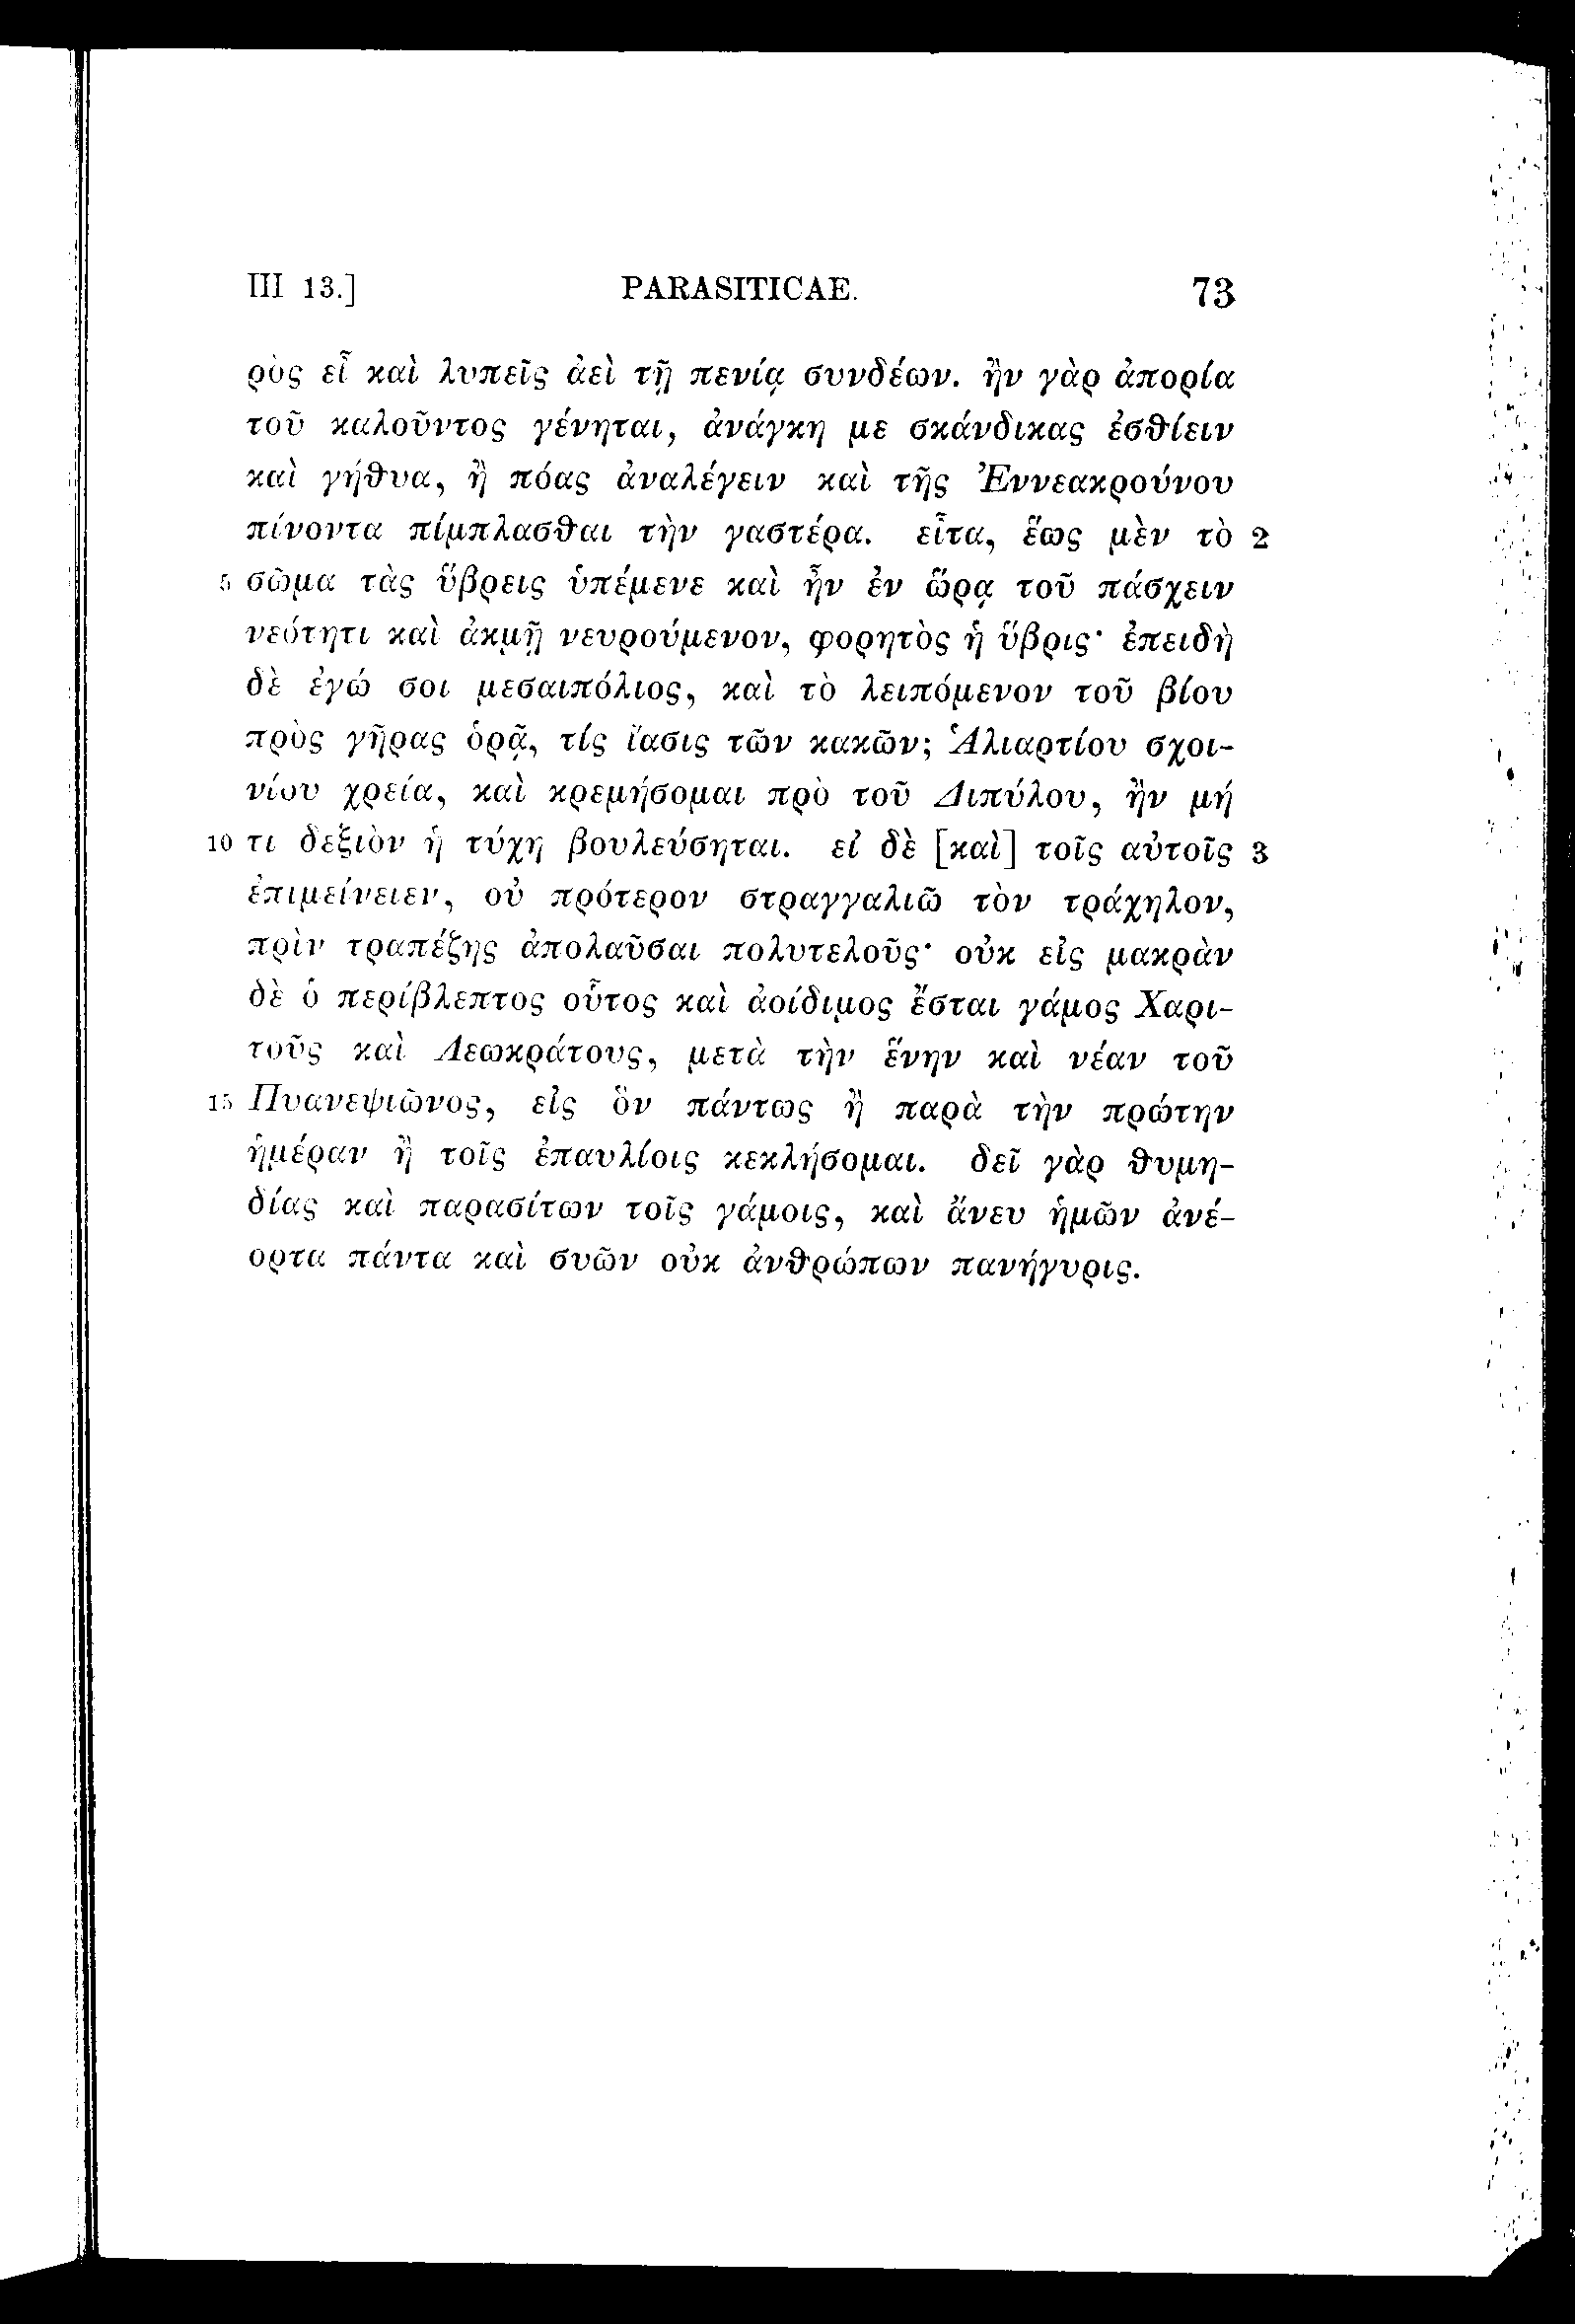 III 13.] PARASITICAE. 73
ρὸς εἶ καὶ λυπεῖς ἀεὶ τῇ πενίᾳ συνδέων. ἢν γὰρ ἀπορία
τοῦ καλοῦντος γένηται, ἀνάγκη με σκάνδικας ἐσθίειν
καὶ γήθυα, ἢ πόας ἀναλέγειν καὶ τῆς Ἐννεακρούνου
πίνοντα πίμπλασθαι τὴν γαστέρα. εἶτα, ἕως μὲν τὸ 2
5 σῶμα τὰς ὕβρεις ὑπέμενε καὶ ἦν ἐν ὥρᾳ τοῦ πάσχειν
νεότητι καὶ ἀκμῇ νευρούμενον, φορητὸς ἡ ὕβρις· ἐπειδὴ
δὲ ἐγώ σοι μεσαιπόλιος, καὶ τὸ λειπόμενον τοῦ βίου
πρὸς γῆρας ὁρᾷ, τίς ἴασις τῶν κακῶν; Ἁλιαρτίου σχοι-
νίου χρεία, καὶ κρεμήσομαι πρὸ τοῦ Διπύλου, ἢν μή
10 τι δεξιὸν ἡ τύχη βουλεύσηται. εἰ δὲ [καὶ] τοῖς αὐτοῖς 3
ἐπιμείνειεν, οὐ πρότερον στραγγαλιῶ τὸν τράχηλον,
πρὶν τραπέζης ἀπολαῦσαι πολυτελοῦς· οὐκ εἰς μακρὰν
δὲ ὁ περίβλεπτος οὗτος καὶ ἀοίδιμος ἔσται γάμος Χαρι-
τοῦς καὶ Λεωκράτους, μετὰ τὴν ἕνην καὶ νέαν τοῦ
15 Πυανεψιῶνος, εἰς ὃν πάντως ἢ παρὰ τὴν πρώτην
ἡμέραν ἢ τοῖς ἐπαυλίοις κεκλήσομαι. δεῖ γὰρ θυμη-
δίας καὶ παρασίτων τοῖς γάμοις, καὶ ἄνευ ἡμῶν ἀνέ-
ορτα πάντα καὶ συῶν οὐκ ἀνθρώπων πανήγυρις.